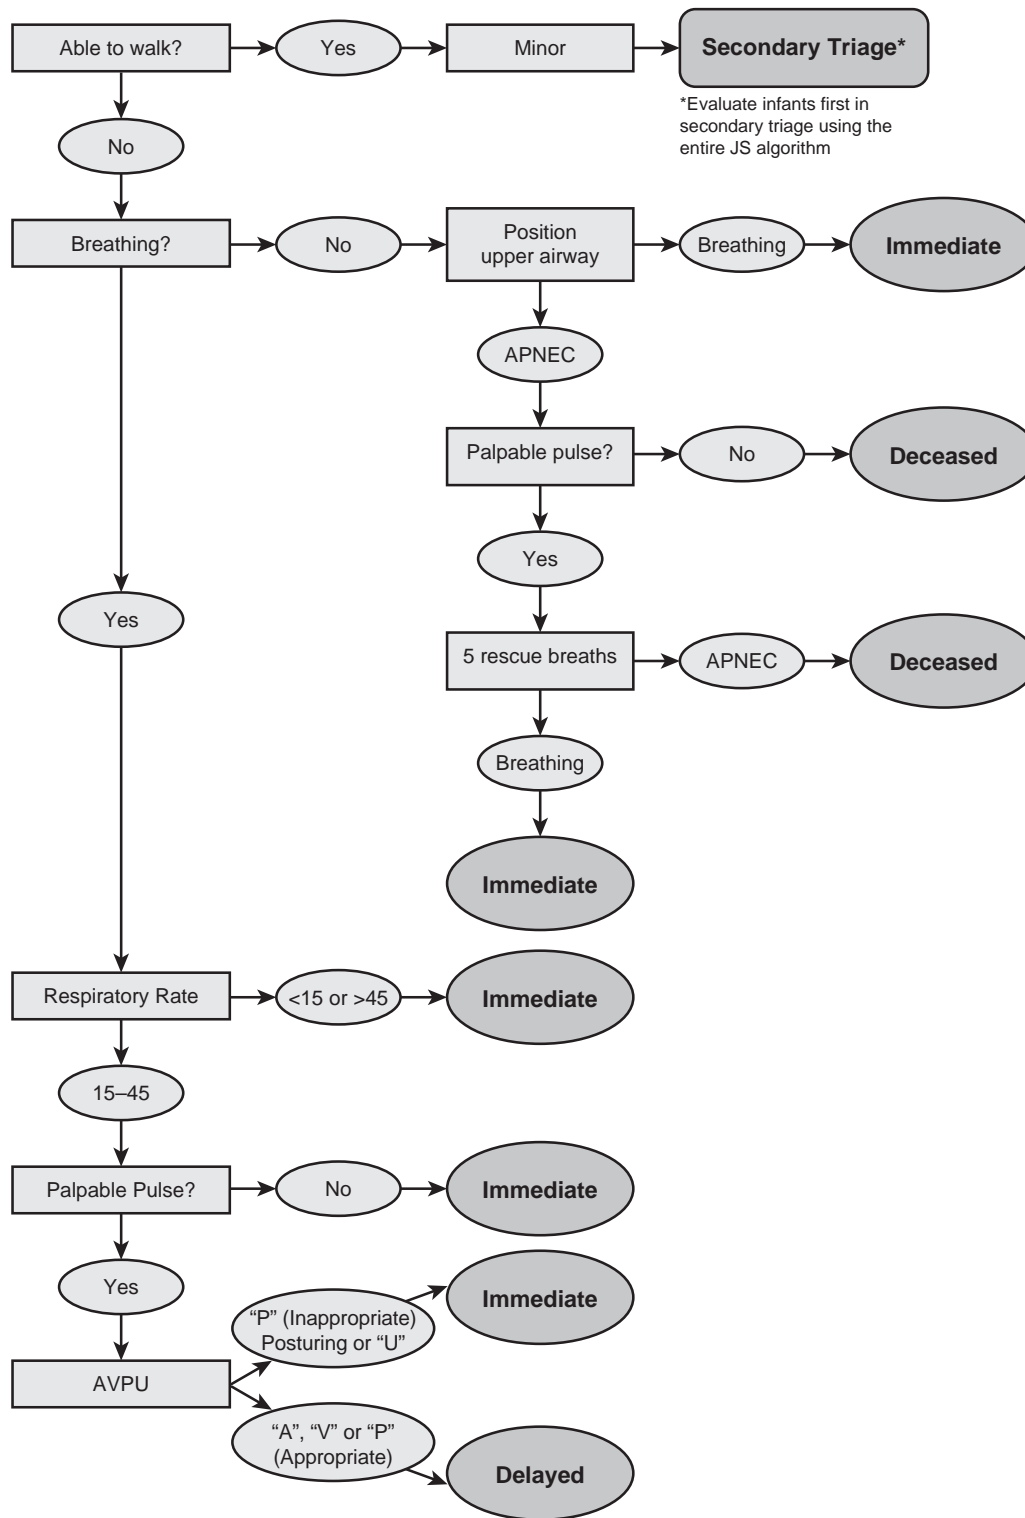 Able to walk?
Yes
Minor
Secondary Triage*
*Evaluate infants first in
secondary triage using the
entire JS algorithm
No
Breathing?
No
Position
upper airway
Breathing
Immediate
APNEC
Palpable pulse?
No
Deceased
Yes
Yes
5 rescue breaths
APNEC
Deceased
Breathing
Immediate
Respiratory Rate
<15 or >45
Immediate
15–45
Palpable Pulse?
No
Immediate
Yes
“P” (Inappropriate)
Posturing or “U”
Immediate
AVPU
“A”, “V” or “P”
(Appropriate)
Delayed